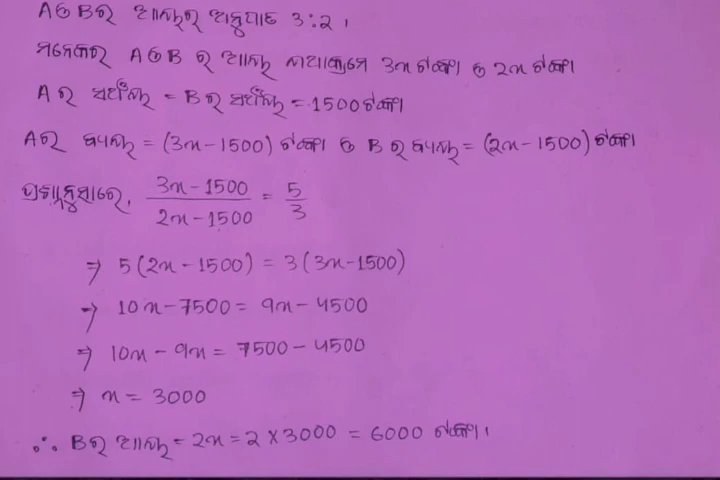 A ଓ B ର ଆୟର ଅନୁପାତ 3:2 ।
ମନେକର A ଓ B ର ଆୟ ଯଥାକ୍ରମେ 3x ଟଙ୍କା ଓ 2x ଟଙ୍କା
A ର ସଞ୍ଚୟ = B ର ସଞ୍ଚୟ = 1500 ଟଙ୍କା
A ର ବ୍ୟୟ = (3x - 1500) ଟଙ୍କା ଓ B ର ବ୍ୟୟ = (2x - 1500) ଟଙ୍କା
ପ୍ରଶ୍ନାନୁସାରେ, 3x - 1500 / 2x - 1500 = 5/3
⇒ 5(2x - 1500) = 3(3x - 1500)
⇒ 10x - 7500 = 9x - 4500
⇒ 10x - 9x = 7500 - 4500
⇒ x = 3000
∴ B ର ଆୟ = 2x = 2 × 3000 = 6000 ଟଙ୍କା ।